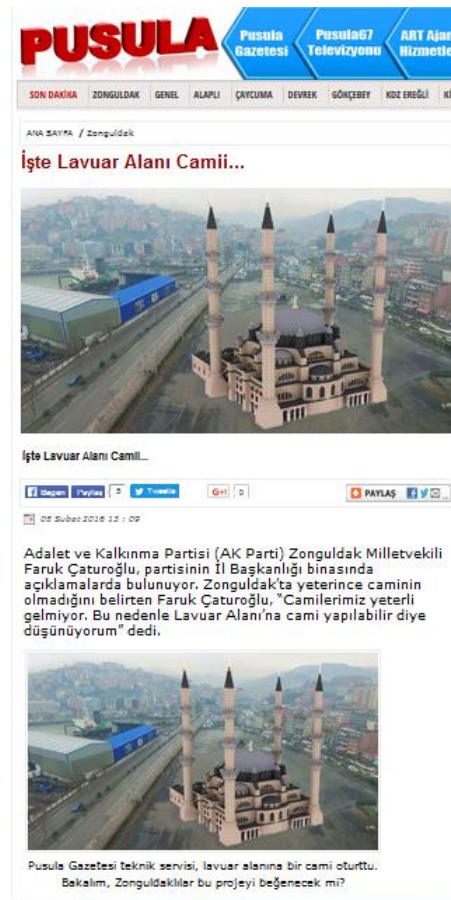 PUSULA
Pusula
Gazetesi
Pusula67
Televizyonu
ART Ajan
Hizmetle
SON DAKİKA ZONGULDAK GENEL ALAPLI ÇAYCUMA DEVREK GÖKÇEBEY KDZ EREĞLİ Kİ
ANA SAYFA / Zonguldak
İşte Lavuar Alanı Camii...
İşte Lavuar Alanı Camii...
Beğen Paylaş 5 Tweetle G+1 0 PAYLAŞ
05 Şubat 2016 13 : 09
Adalet ve Kalkınma Partisi (AK Parti) Zonguldak Milletvekili
Faruk Çaturoğlu, partisinin İl Başkanlığı binasında
açıklamalarda bulunuyor. Zonguldak’ta yeterince caminin
olmadığını belirten Faruk Çaturoğlu, “Camilerimiz yeterli
gelmiyor. Bu nedenle Lavuar Alanı’na cami yapılabilir diye
düşünüyorum” dedi.
Pusula Gazetesi teknik servisi, lavuar alanına bir cami oturttu.
Bakalım, Zonguldaklılar bu projeyi beğenecek mi?